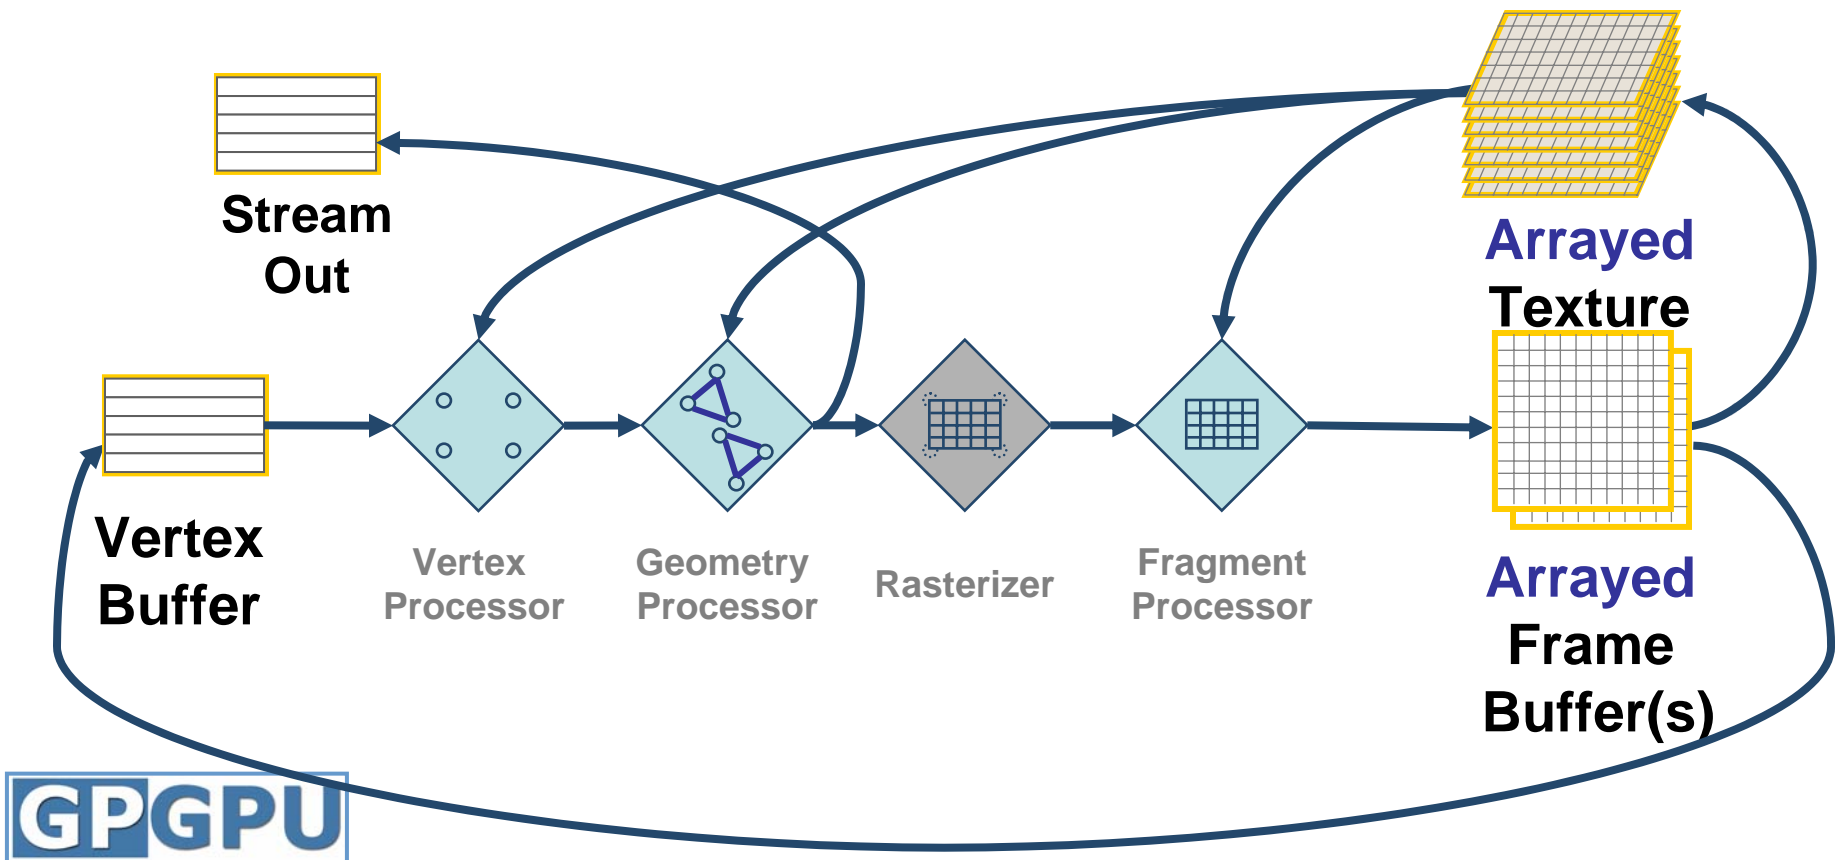 Stream
Out
Arrayed
Texture
Vertex
Buffer
Vertex
Processor
Geometry
Processor
Rasterizer
Fragment
Processor
Arrayed
Frame
Buffer(s)
GPGPU